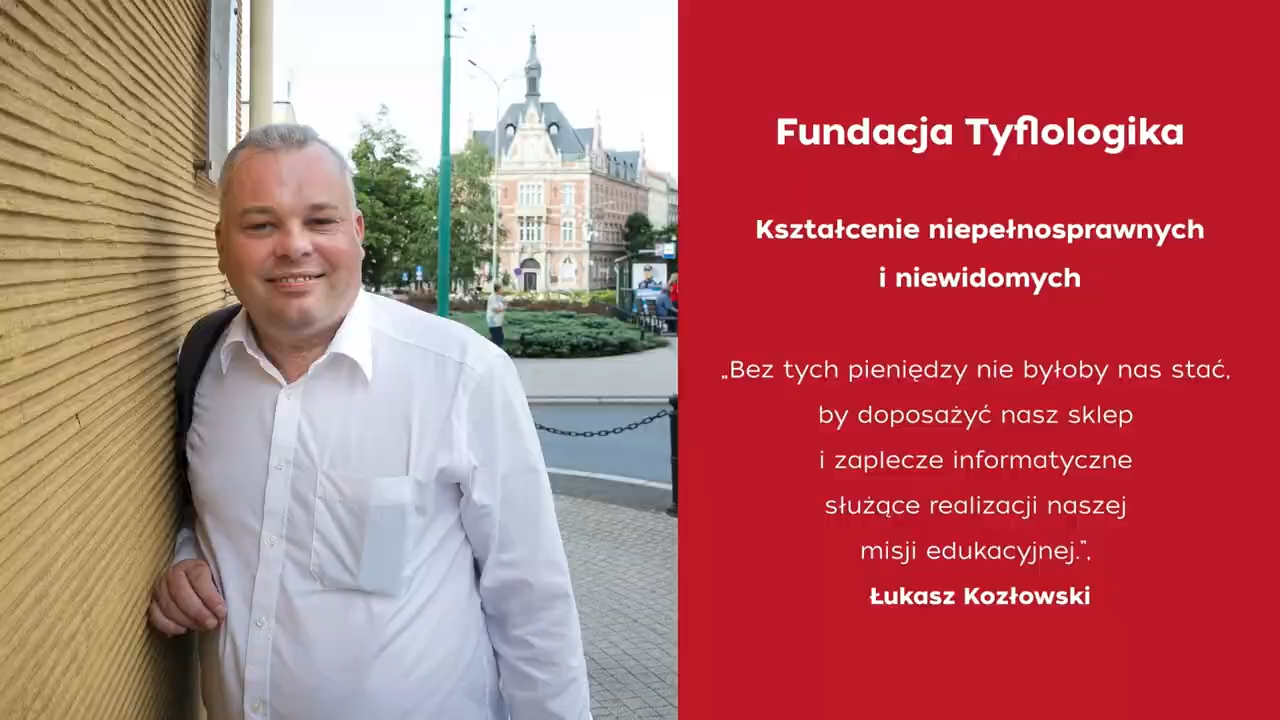 Fundacja Tyflologika
Kształcenie niepełnosprawnych
i niewidomych
„Bez tych pieniędzy nie byłoby nas stać,
by doposażyć nasz sklep
i zaplecze informatyczne
służące realizacji naszej
misji edukacyjnej.”,
Łukasz Kozłowski